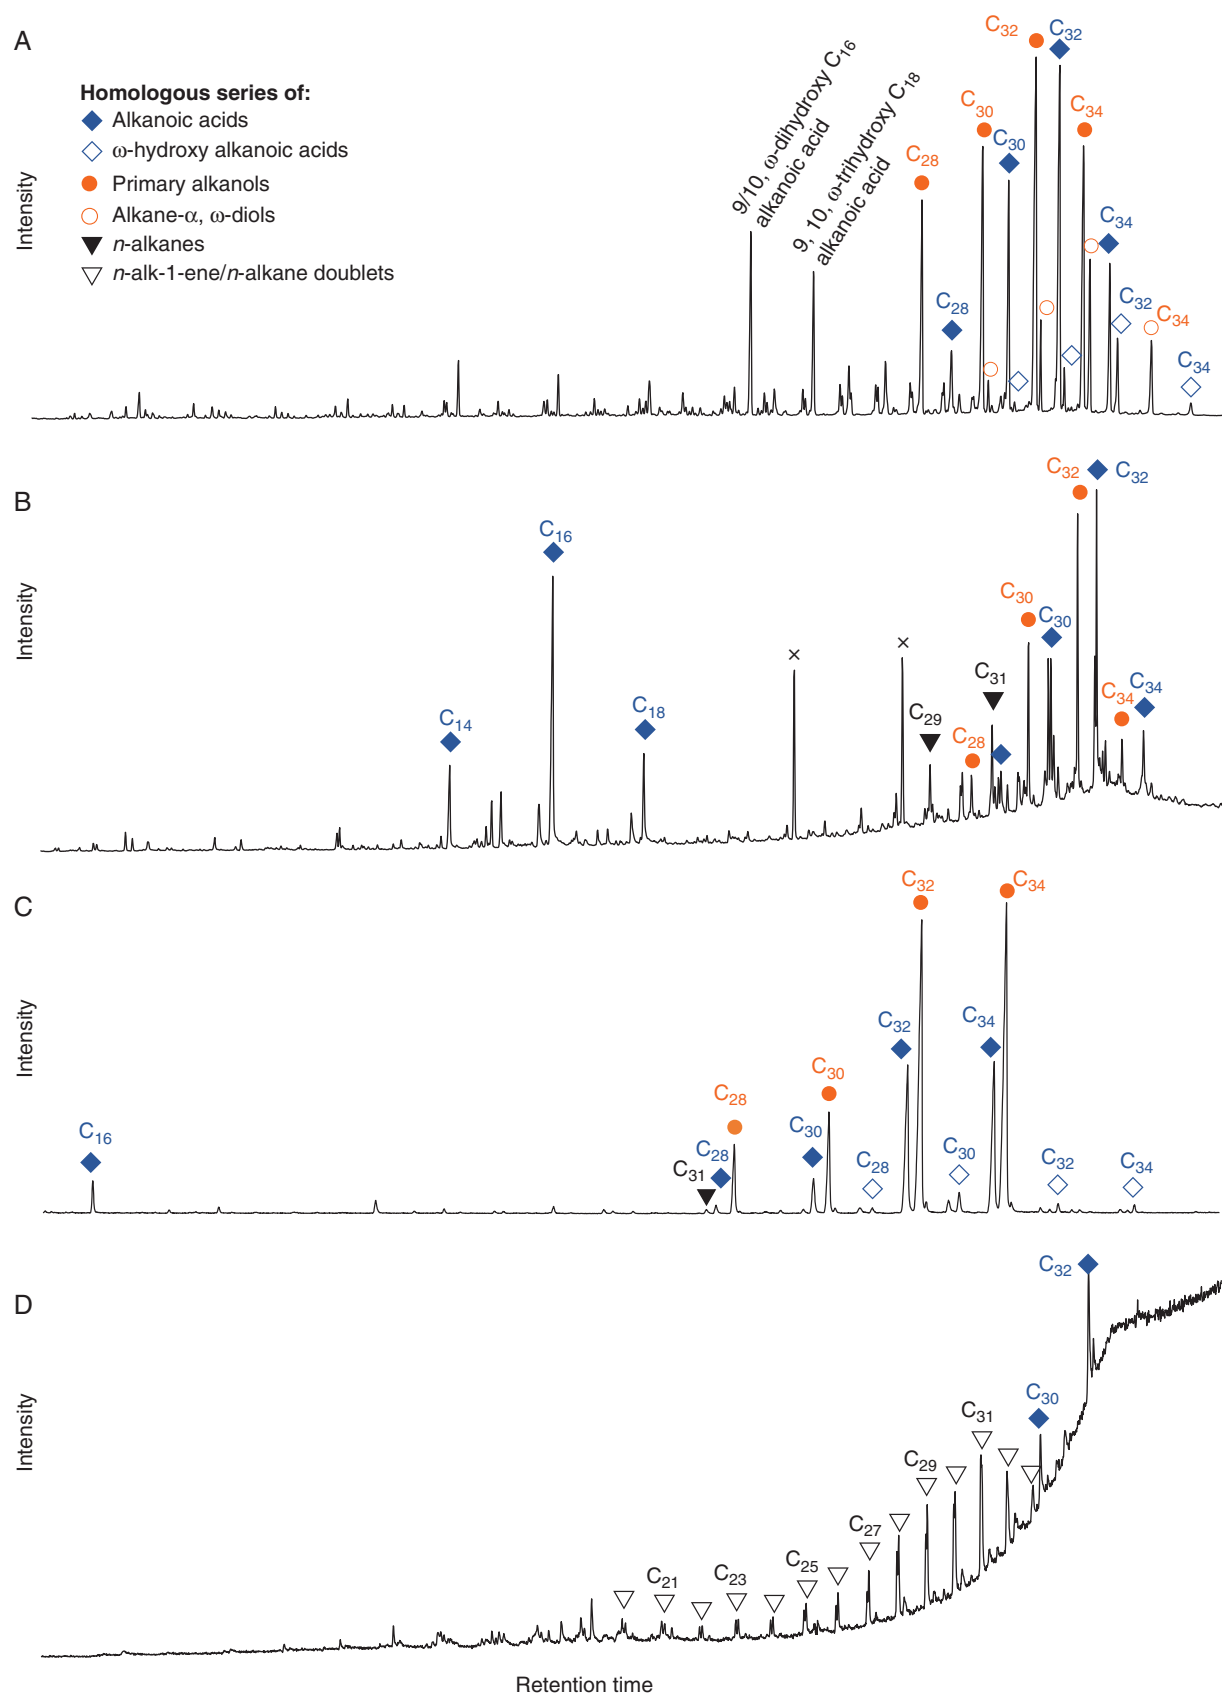 A
Homologous series of:
Alkanoic acids
ω-hydroxy alkanoic acids
Primary alkanols
Alkane-α, ω-diols
n-alkanes
n-alk-1-ene/n-alkane doublets
Intensity
9/10, ω-dihydroxy C16
alkanoic acid
9, 10, ω-trihydroxy C18
alkanoic acid
C28
C28
C30
C30
C32
C32
C34
C34
C32
C34
C34
B
Intensity
C14
C16
C18
×
×
C29
C28
C31
C30
C30
C32
C32
C34
C34
C
Intensity
C16
C31
C28
C28
C30
C30
C28
C32
C32
C30
C34
C34
C32
C34
D
Intensity
C21
C23
C25
C27
C29
C31
C30
C32
Retention time